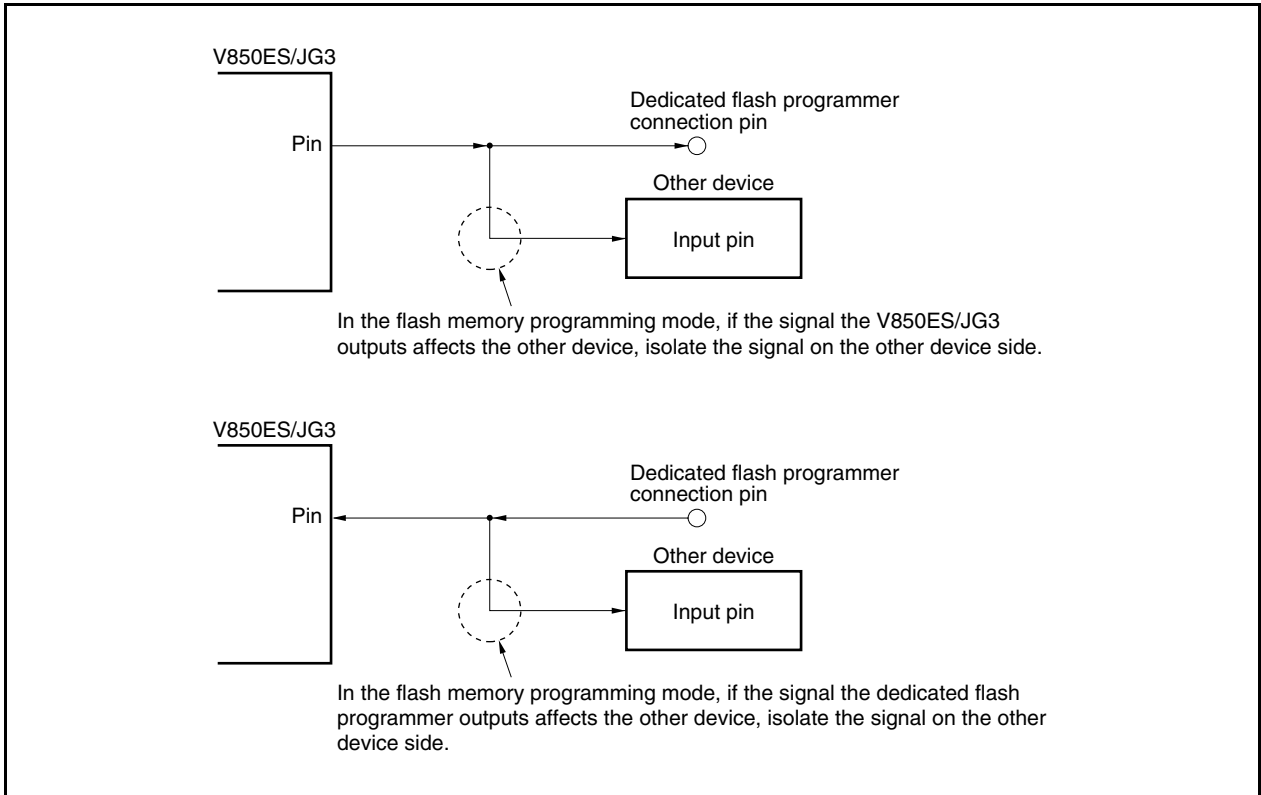 V850ES/JG3
Dedicated flash programmer
connection pin
Pin
Other device
Input pin
In the flash memory programming mode, if the signal the V850ES/JG3
outputs affects the other device, isolate the signal on the other device side.
V850ES/JG3
Dedicated flash programmer
connection pin
Pin
Other device
Input pin
In the flash memory programming mode, if the signal the dedicated flash
programmer outputs affects the other device, isolate the signal on the other
device side.